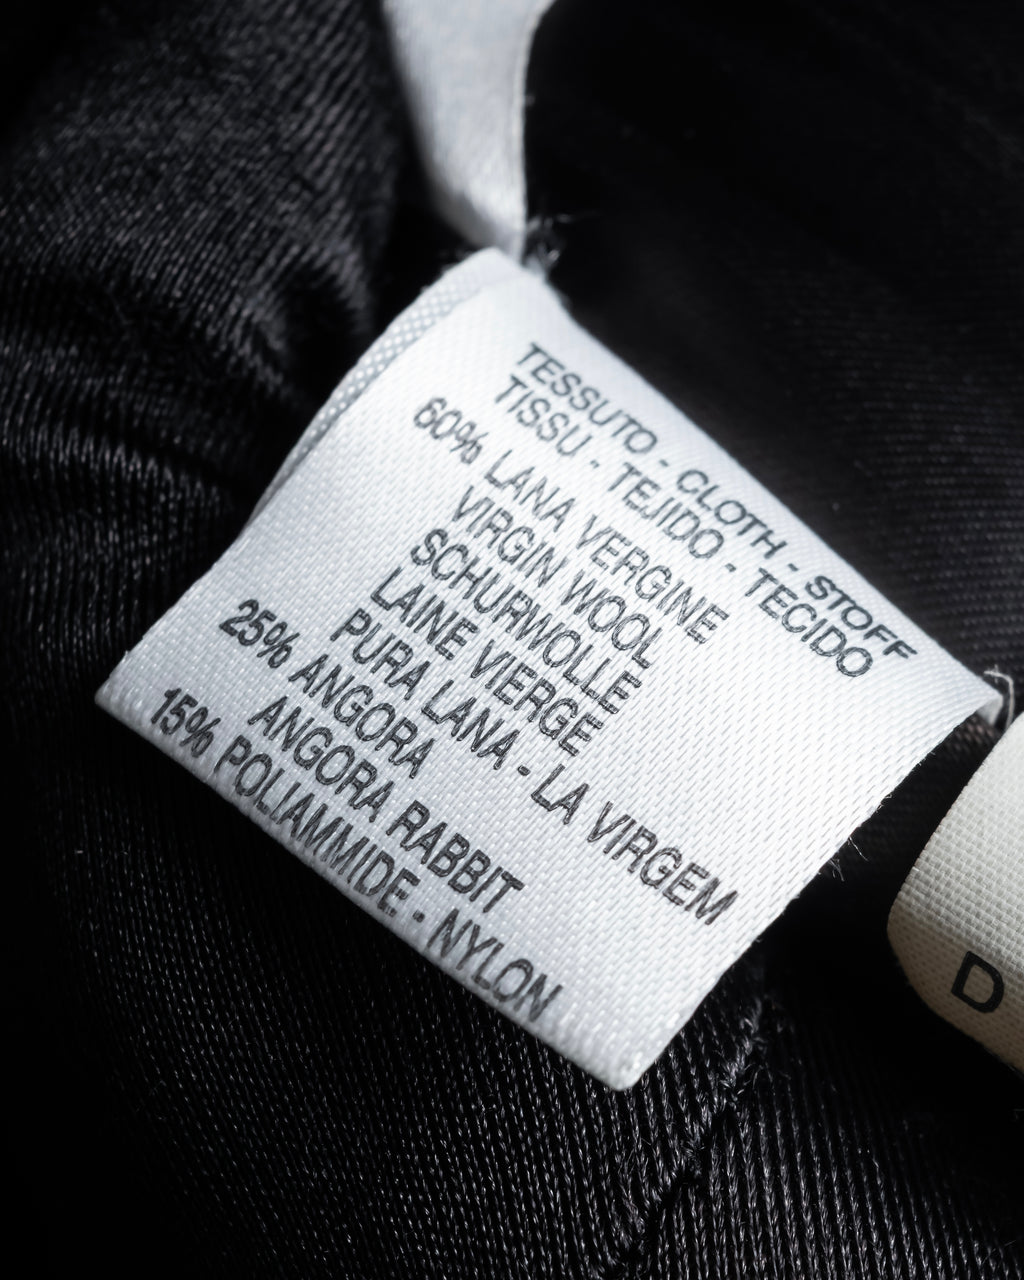 TESSUTO - CLOTH - STOFF
TISSU - TEJIDO - TECIDO
60% LANA VERGINE
VIRGIN WOOL
SCHURWOLLE
LAINE VIERGE
PURA LANA - LA VIRGEM
25% ANGORA
ANGORA RABBIT
15% POLIAMMIDE - NYLON
D